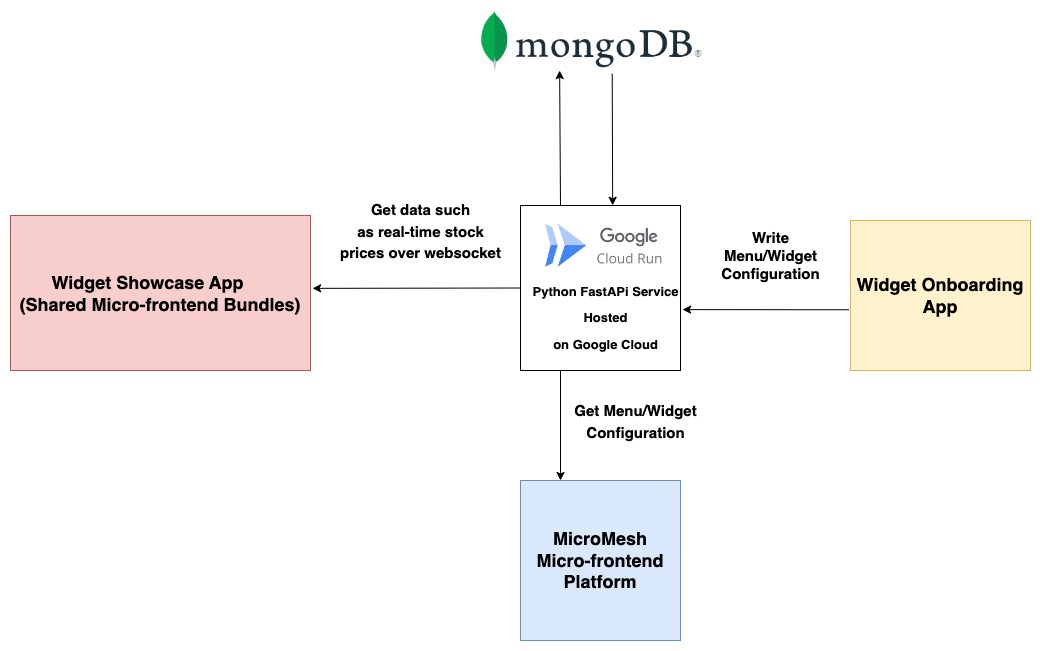 mongoDB®
Get data such
as real-time stock
prices over websocket
Google
Cloud Run
Python FastAPi Service
Hosted
on Google Cloud
Write
Menu/Widget
Configuration
Widget Showcase App
(Shared Micro-frontend Bundles)
Widget Onboarding
App
Get Menu/Widget
Configuration
MicroMesh
Micro-frontend
Platform